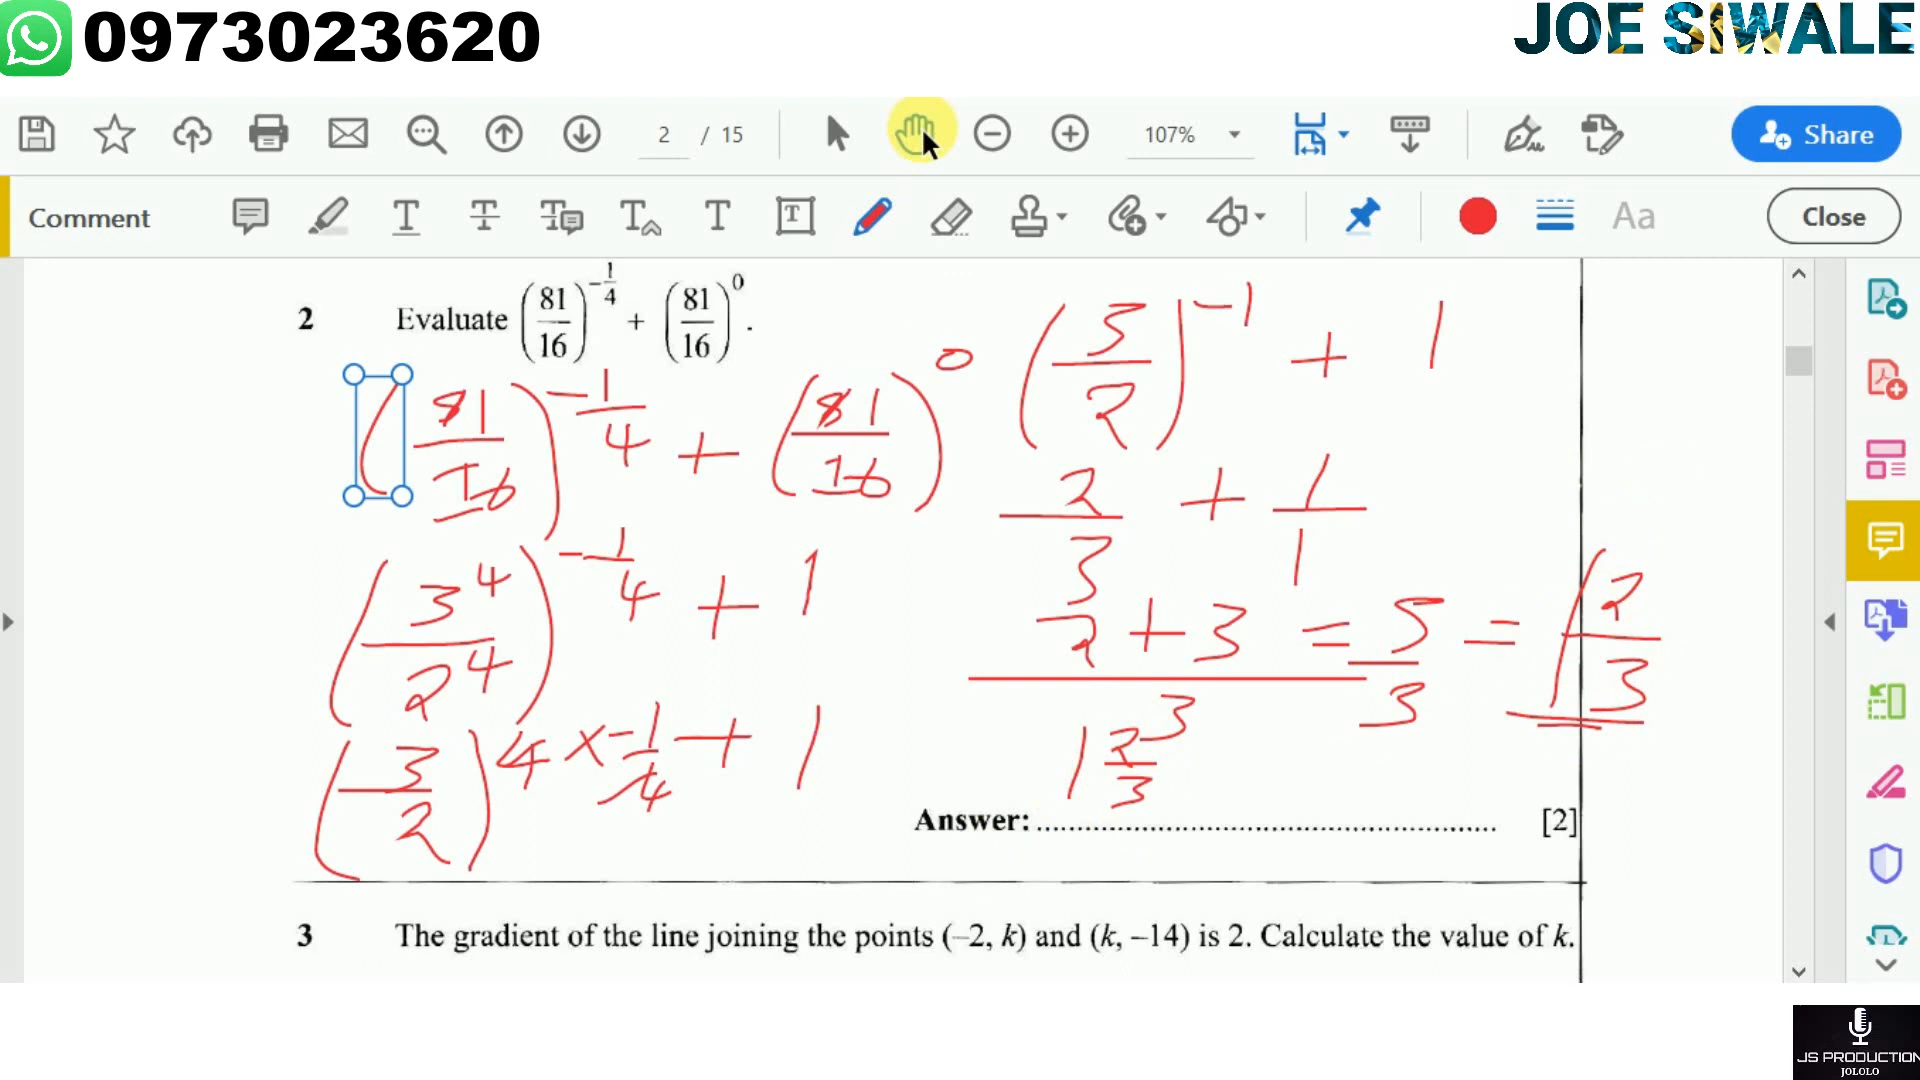 0973023620
JOE SIWALE
2 / 15
107%
Share
Comment
Aa
Close
2 Evaluate (81/16)^-1/4 + (81/16)^0 .
(81/16)^-1/4 + (81/16)^0
(3^4/2^4)^-1/4 + 1
(3/2)^4 × -1/4 + 1
(3/2)^-1 + 1
2/3 + 1/1
2 + 3 / 3 = 5/3 = 1 2/3
1 2/3
Answer: ........................................................ [2]
3 The gradient of the line joining the points (–2, k) and (k, –14) is 2. Calculate the value of k.
JS PRODUCTION
JOLOLO